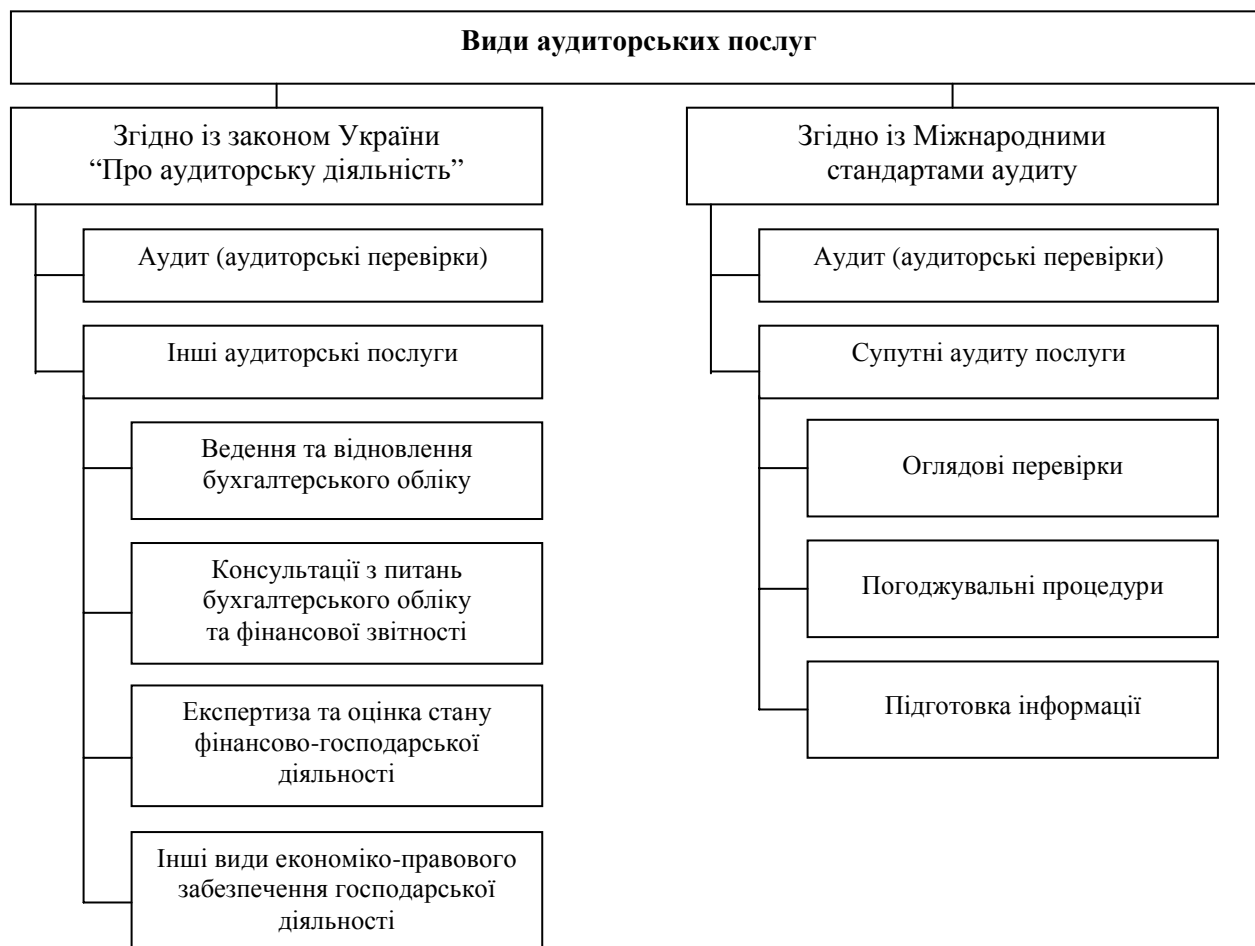 Види аудиторських послуг
Згідно із законом України
“Про аудиторську діяльність”
Аудит (аудиторські перевірки)
Інші аудиторські послуги
Ведення та відновлення
бухгалтерського обліку
Консультації з питань
бухгалтерського обліку
та фінансової звітності
Експертиза та оцінка стану
фінансово-господарської
діяльності
Інші види економіко-правового
забезпечення господарської
діяльності
Згідно із Міжнародними
стандартами аудиту
Аудит (аудиторські перевірки)
Супутні аудиту послуги
Оглядові перевірки
Погоджувальні процедури
Підготовка інформації